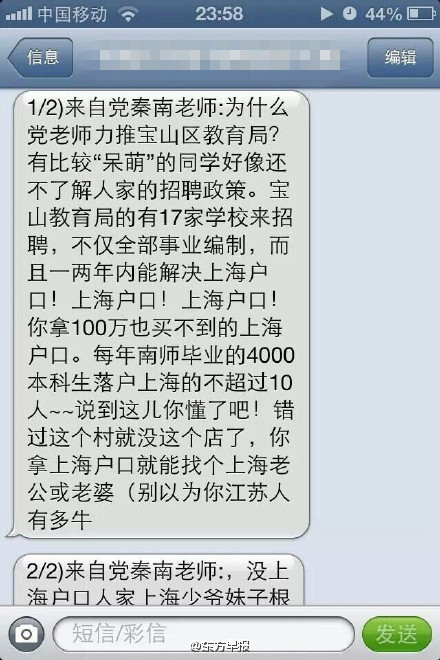 中国移动 23:58 44%
信息 编辑
1/2)来自党秦南老师:为什么
党老师力推宝山区教育局?
有比较“呆萌”的同学好像还
不了解人家的招聘政策。宝
山教育局的有17家学校来招
聘，不仅全部事业编制，而
且一两年内能解决上海户
口！上海户口！上海户口！
你拿100万也买不到的上海
户口。每年南师毕业的4000
本科生落户上海的不超过10
人~~说到这儿你懂了吧！错
过这个村就没这个店了，你
拿上海户口就能找个上海老
公或老婆（别以为你江苏人
有多牛
2/2)来自党秦南老师:，没上
海户口人家上海少爷妹子根
短信/彩信 发送
@东方早报